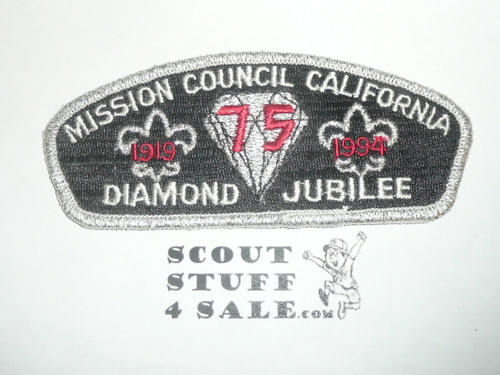 MISSION COUNCIL CALIFORNIA
75
1919 1994
DIAMOND JUBILEE
SCOUT
STUFF
4 SALE.COM